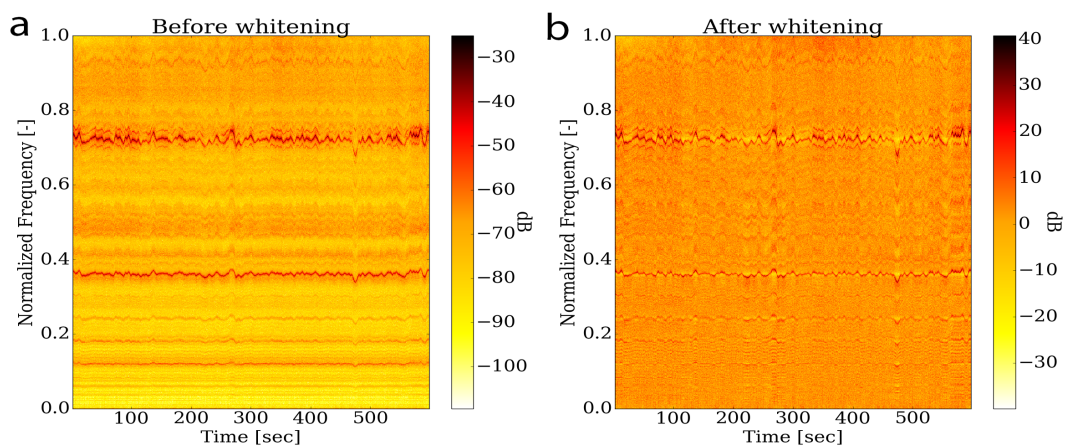 a
Before whitening
1.0
0.8
0.6
0.4
0.2
0.0
Normalized Frequency [-]
100 200 300 400 500
Time [sec]
−30
−40
−50
−60
−70
−80
−90
−100
dB
b
After whitening
1.0
0.8
0.6
0.4
0.2
0.0
Normalized Frequency [-]
100 200 300 400 500
Time [sec]
40
30
20
10
0
−10
−20
−30
dB